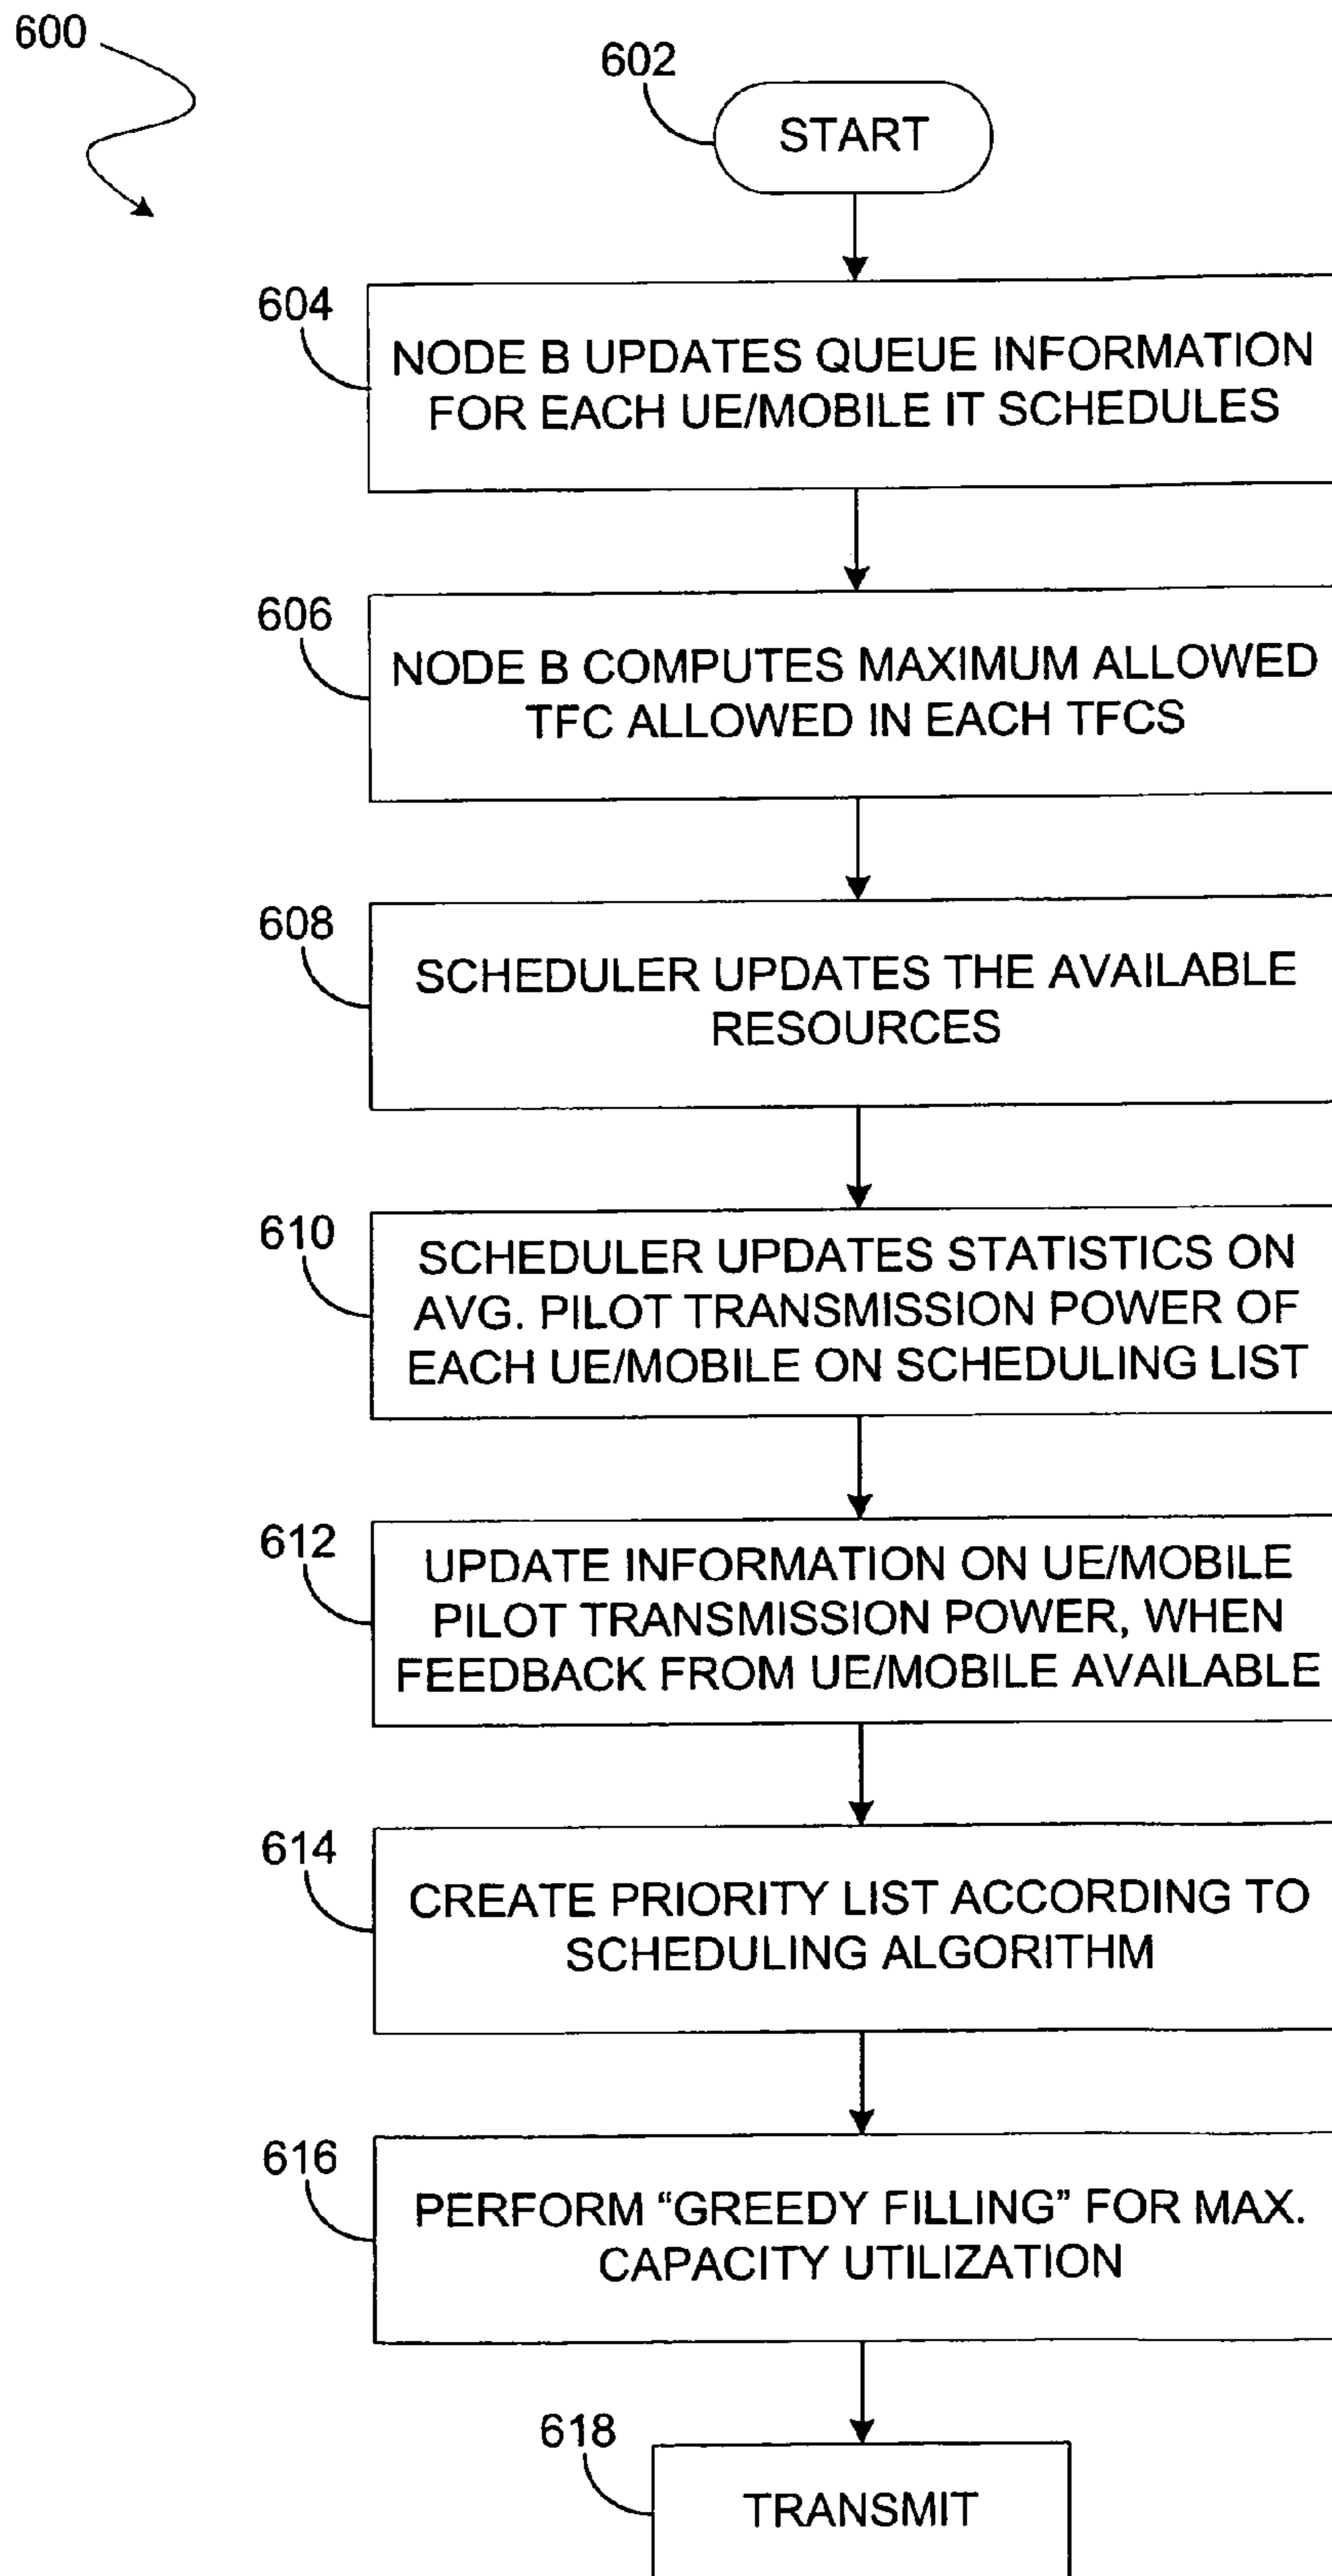 600
602
START
604
NODE B UPDATES QUEUE INFORMATION
FOR EACH UE/MOBILE IT SCHEDULES
606
NODE B COMPUTES MAXIMUM ALLOWED
TFC ALLOWED IN EACH TFCS
608
SCHEDULER UPDATES THE AVAILABLE
RESOURCES
610
SCHEDULER UPDATES STATISTICS ON
AVG. PILOT TRANSMISSION POWER OF
EACH UE/MOBILE ON SCHEDULING LIST
612
UPDATE INFORMATION ON UE/MOBILE
PILOT TRANSMISSION POWER, WHEN
FEEDBACK FROM UE/MOBILE AVAILABLE
614
CREATE PRIORITY LIST ACCORDING TO
SCHEDULING ALGORITHM
616
PERFORM “GREEDY FILLING” FOR MAX.
CAPACITY UTILIZATION
618
TRANSMIT